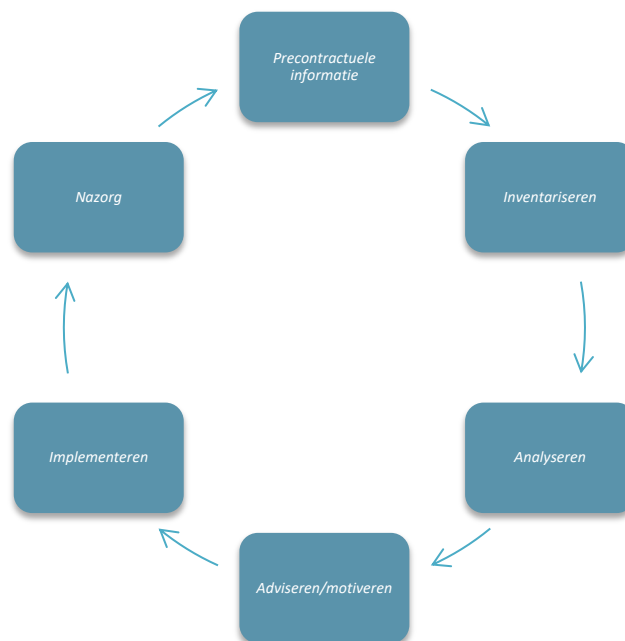 Precontractuele
informatie
Inventariseren
Analyseren
Adviseren/motiveren
Implementeren
Nazorg